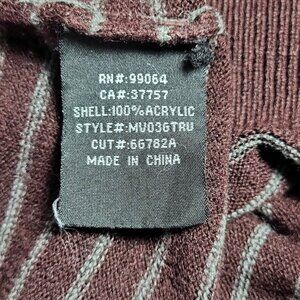 RN#:99064
CA#:37757
SHELL:100%ACRYLIC
STYLE#:MV036TRU
CUT#:66782A
MADE IN CHINA